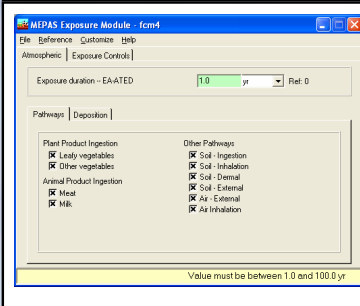 MEPAS Exposure Module - fcm4
File Reference Customize Help
Atmospheric Exposure Controls
Exposure duration -- EA-ATED 1.0 yr Ref: 0
Pathways Deposition
Plant Product Ingestion
Leafy vegetables
Other vegetables
Animal Product Ingestion
Meat
Milk
Other Pathways
Soil - Ingestion
Soil - Inhalation
Soil - Dermal
Soil - External
Air - External
Air Inhalation
Value must be between 1.0 and 100.0 yr